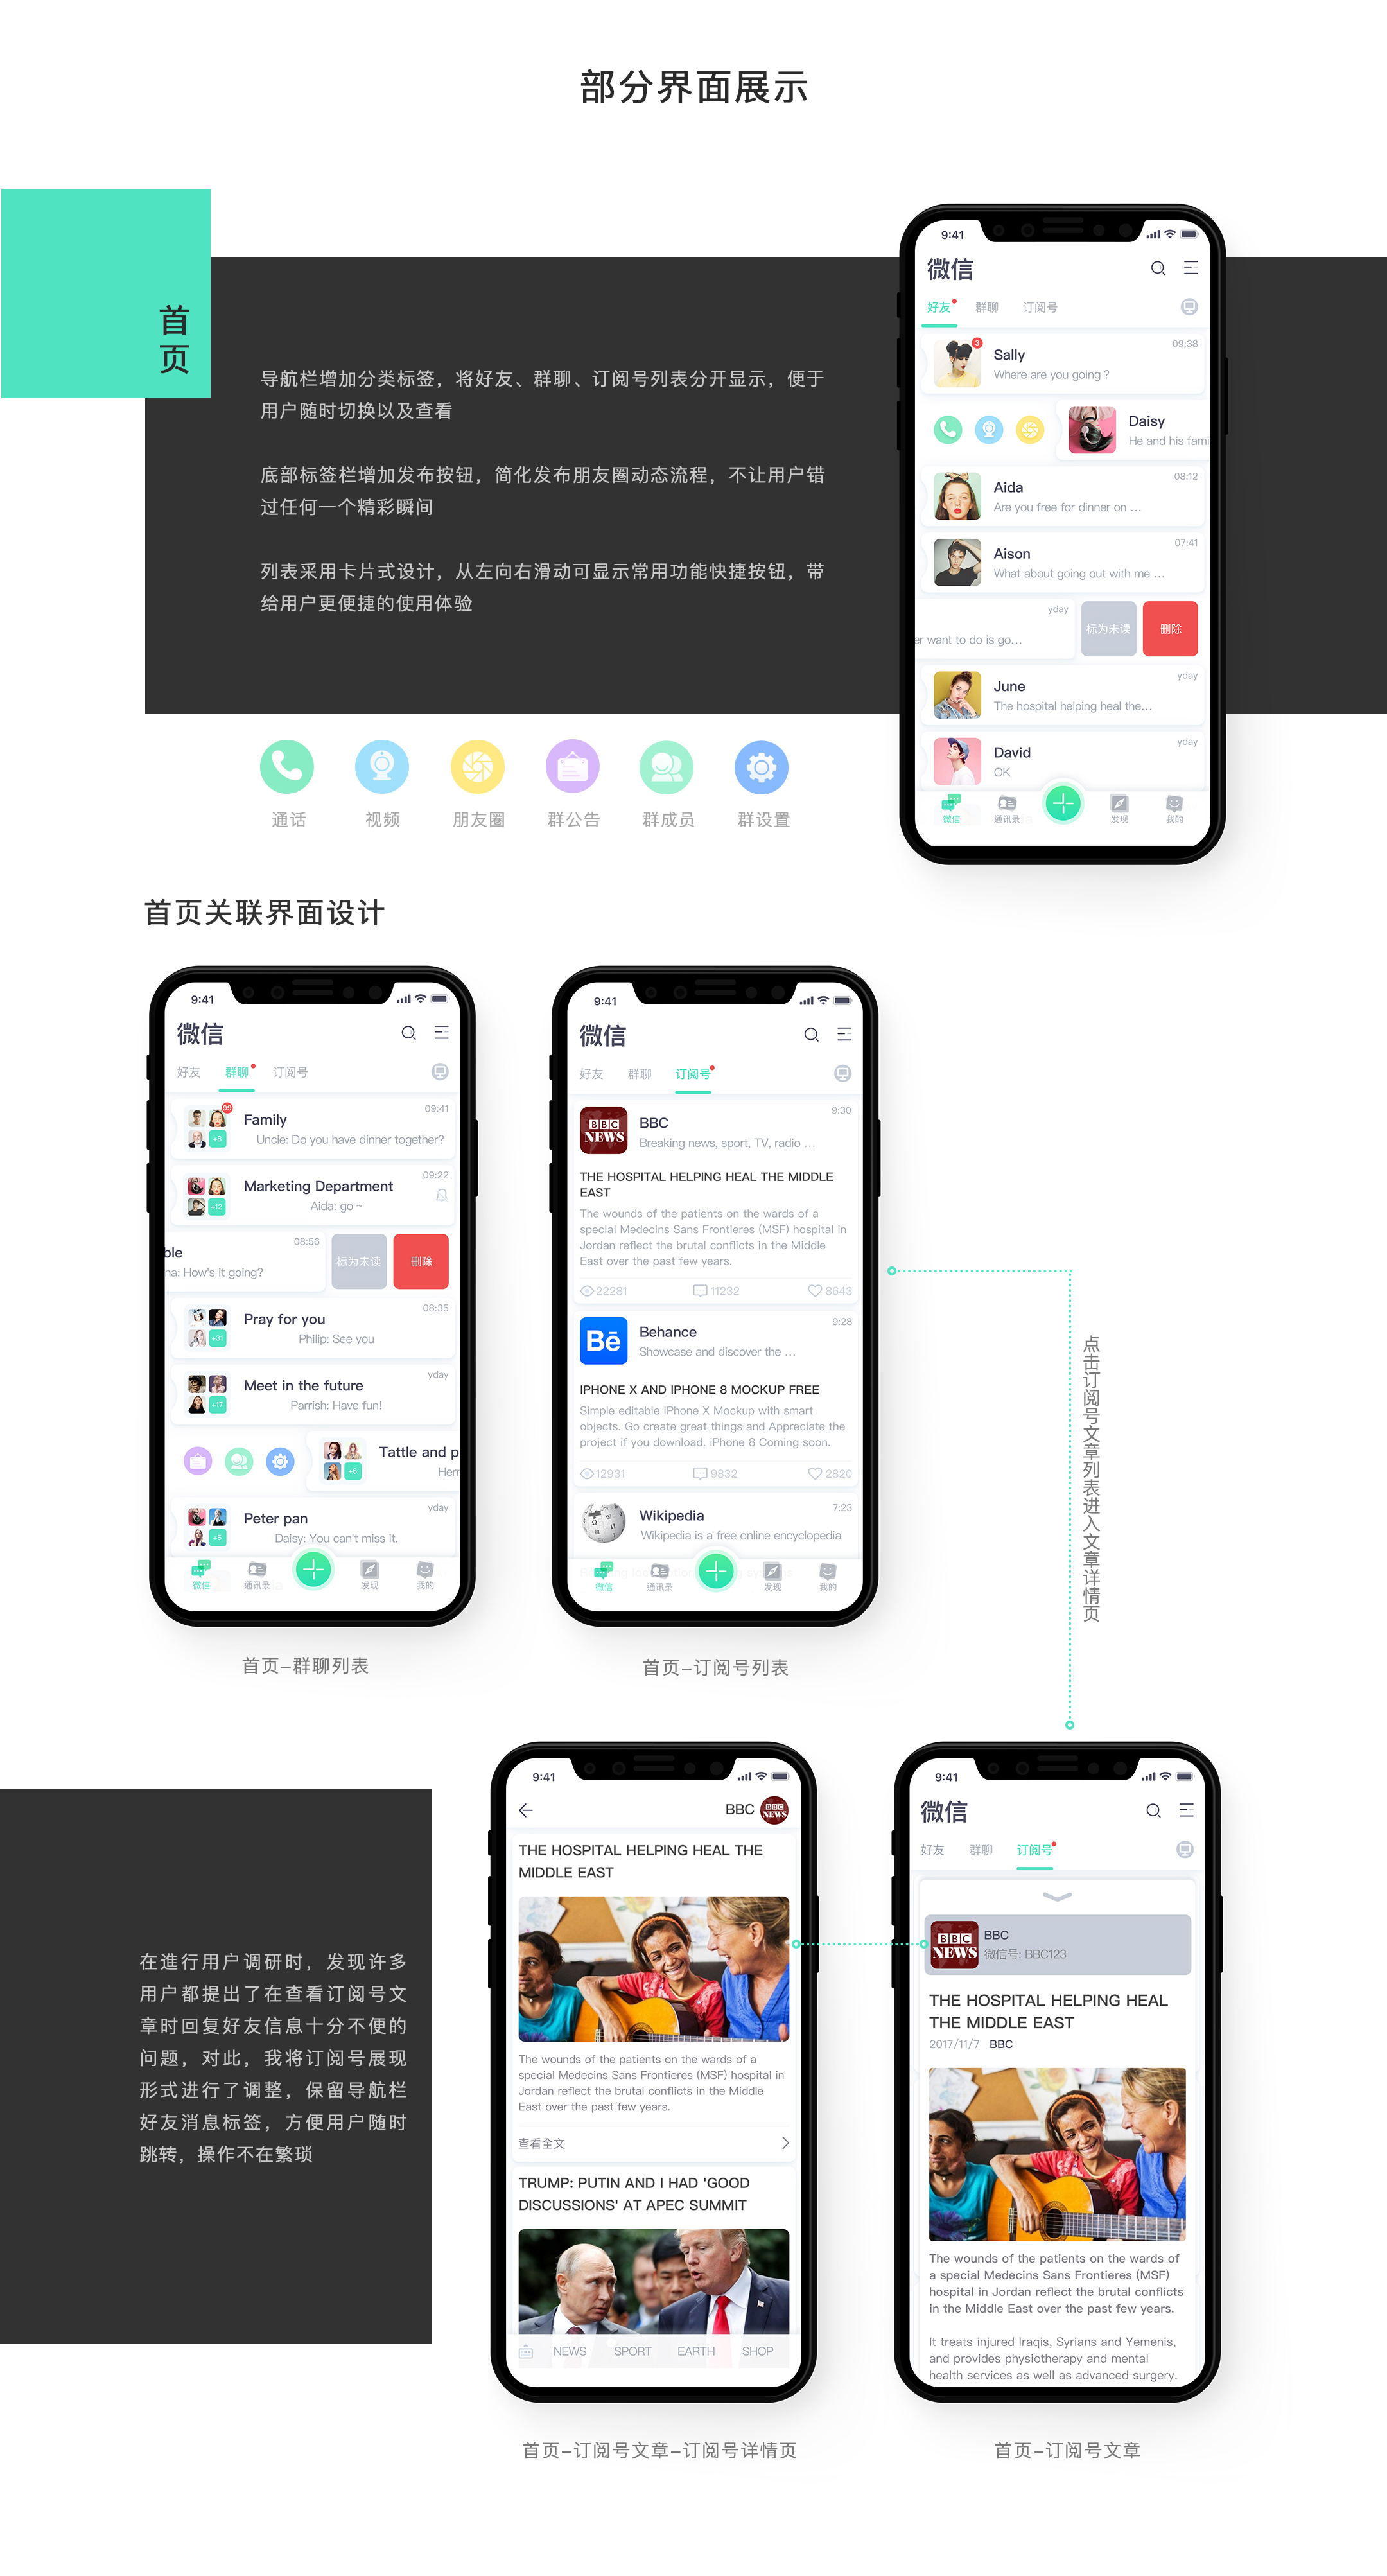 部分界面展示
首
页
导航栏增加分类标签，将好友、群聊、订阅号列表分开显示，便于
用户随时切换以及查看
底部标签栏增加发布按钮，简化发布朋友圈动态流程，不让用户错
过任何一个精彩瞬间
列表采用卡片式设计，从左向右滑动可显示常用功能快捷按钮，带
给用户更便捷的使用体验
通话 视频 朋友圈 群公告 群成员 群设置
9:41
微信
好友 群聊 订阅号
3
Sally 09:38
Where are you going ?
Daisy
He and his fami
Aida 08:12
Are you free for dinner on …
Aison 07:41
What about going out with me …
yday
er want to do is go…
标为未读 删除
June yday
The hospital helping heal the…
David yday
OK
微信 通讯录 发现 我的
首页关联界面设计
9:41
微信
好友 群聊 订阅号
99
+8
Family 09:41
Uncle: Do you have dinner together?
+12
Marketing Department 09:22
Aida: go ~
ble 08:56
na: How's it going?
标为未读 删除
+31
Pray for you 08:35
Philip: See you
+17
Meet in the future yday
Parrish: Have fun!
+6
Tattle and p
Herr
+5
Peter pan yday
Daisy: You can't miss it.
微信 通讯录 发现 我的
首页–群聊列表
9:41
微信
好友 群聊 订阅号
BBC
NEWS
BBC 9:30
Breaking news, sport, TV, radio …
THE HOSPITAL HELPING HEAL THE MIDDLE
EAST
The wounds of the patients on the wards of a
special Medecins Sans Frontieres (MSF) hospital in
Jordan reflect the brutal conflicts in the Middle
East over the past few years.
22281 11232 8643
Bē
Behance 9:28
Showcase and discover the …
IPHONE X AND IPHONE 8 MOCKUP FREE
Simple editable iPhone X Mockup with smart
objects. Go create great things and Appreciate the
project if you download. iPhone 8 Coming soon.
12931 9832 2820
Wikipedia 7:23
Wikipedia is a free online encyclopedia
微信 通讯录 发现 我的
首页–订阅号列表
点击订阅号文章列表进入文章详情页
在進行用户调研时，发现许多
用户都提出了在查看订阅号文
章时回复好友信息十分不便的
问题，对此，我将订阅号展现
形式进行了调整，保留导航栏
好友消息标签，方便用户随时
跳转，操作不在繁琐
9:41
BBC
BBC
NEWS
THE HOSPITAL HELPING HEAL THE
MIDDLE EAST
The wounds of the patients on the wards of a
special Medecins Sans Frontieres (MSF) hospital in
Jordan reflect the brutal conflicts in the Middle
East over the past few years.
查看全文
TRUMP: PUTIN AND I HAD 'GOOD
DISCUSSIONS' AT APEC SUMMIT
NEWS SPORT EARTH SHOP
首页–订阅号文章–订阅号详情页
9:41
微信
好友 群聊 订阅号
BBC
NEWS
BBC
微信号: BBC123
THE HOSPITAL HELPING HEAL
THE MIDDLE EAST
2017/11/7 BBC
The wounds of the patients on the wards of
a special Medecins Sans Frontieres (MSF)
hospital in Jordan reflect the brutal conflicts
in the Middle East over the past few years.
It treats injured Iraqis, Syrians and Yemenis,
and provides physiotherapy and mental
health services as well as advanced surgery.
首页–订阅号文章